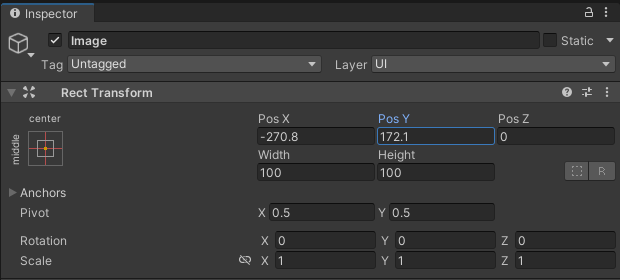 Inspector
Image Static
Tag Untagged Layer UI
Rect Transform
center
middle
Pos X Pos Y Pos Z
-270.8 172.1 0
Width Height
100 100
R
Anchors
Pivot X 0.5 Y 0.5
Rotation X 0 Y 0 Z 0
Scale X 1 Y 1 Z 1